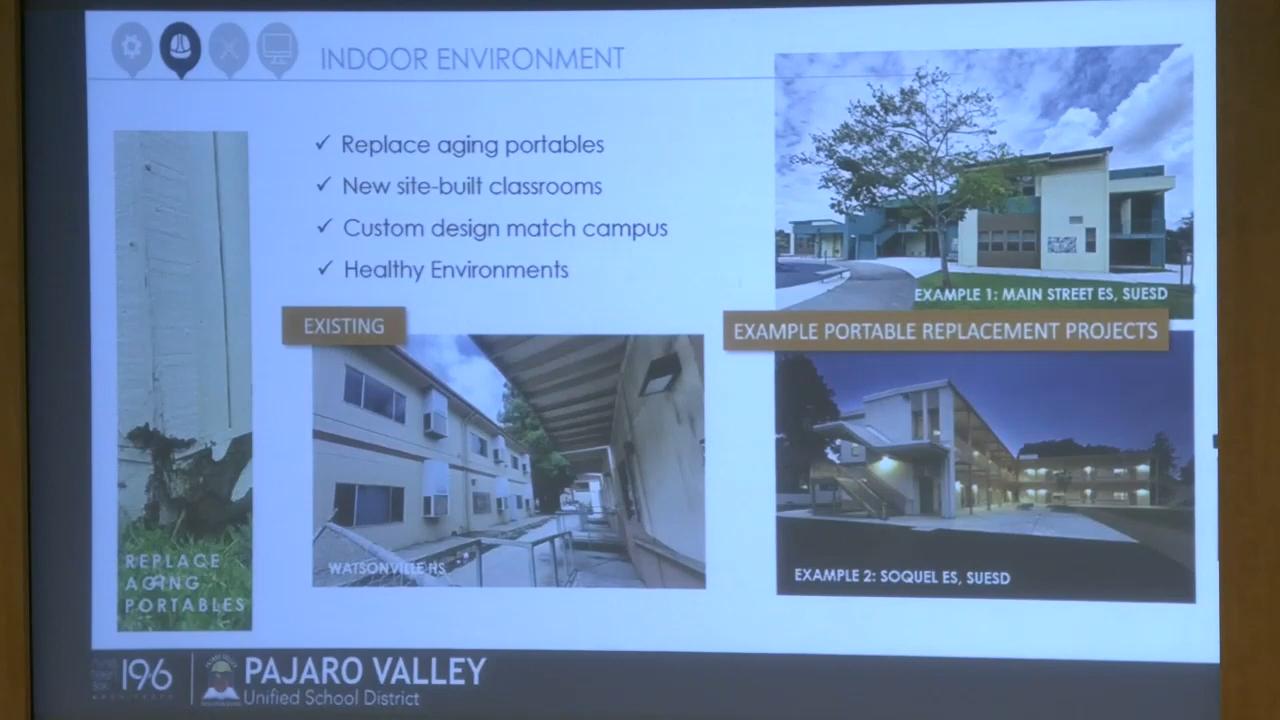 INDOOR ENVIRONMENT
✓ Replace aging portables
✓ New site-built classrooms
✓ Custom design match campus
✓ Healthy Environments
EXISTING
WATSONVILLE HS
REPLACE
AGING
PORTABLES
EXAMPLE 1: MAIN STREET ES, SUESD
EXAMPLE PORTABLE REPLACEMENT PROJECTS
EXAMPLE 2: SOQUEL ES, SUESD
196
PAJARO VALLEY
Unified School District